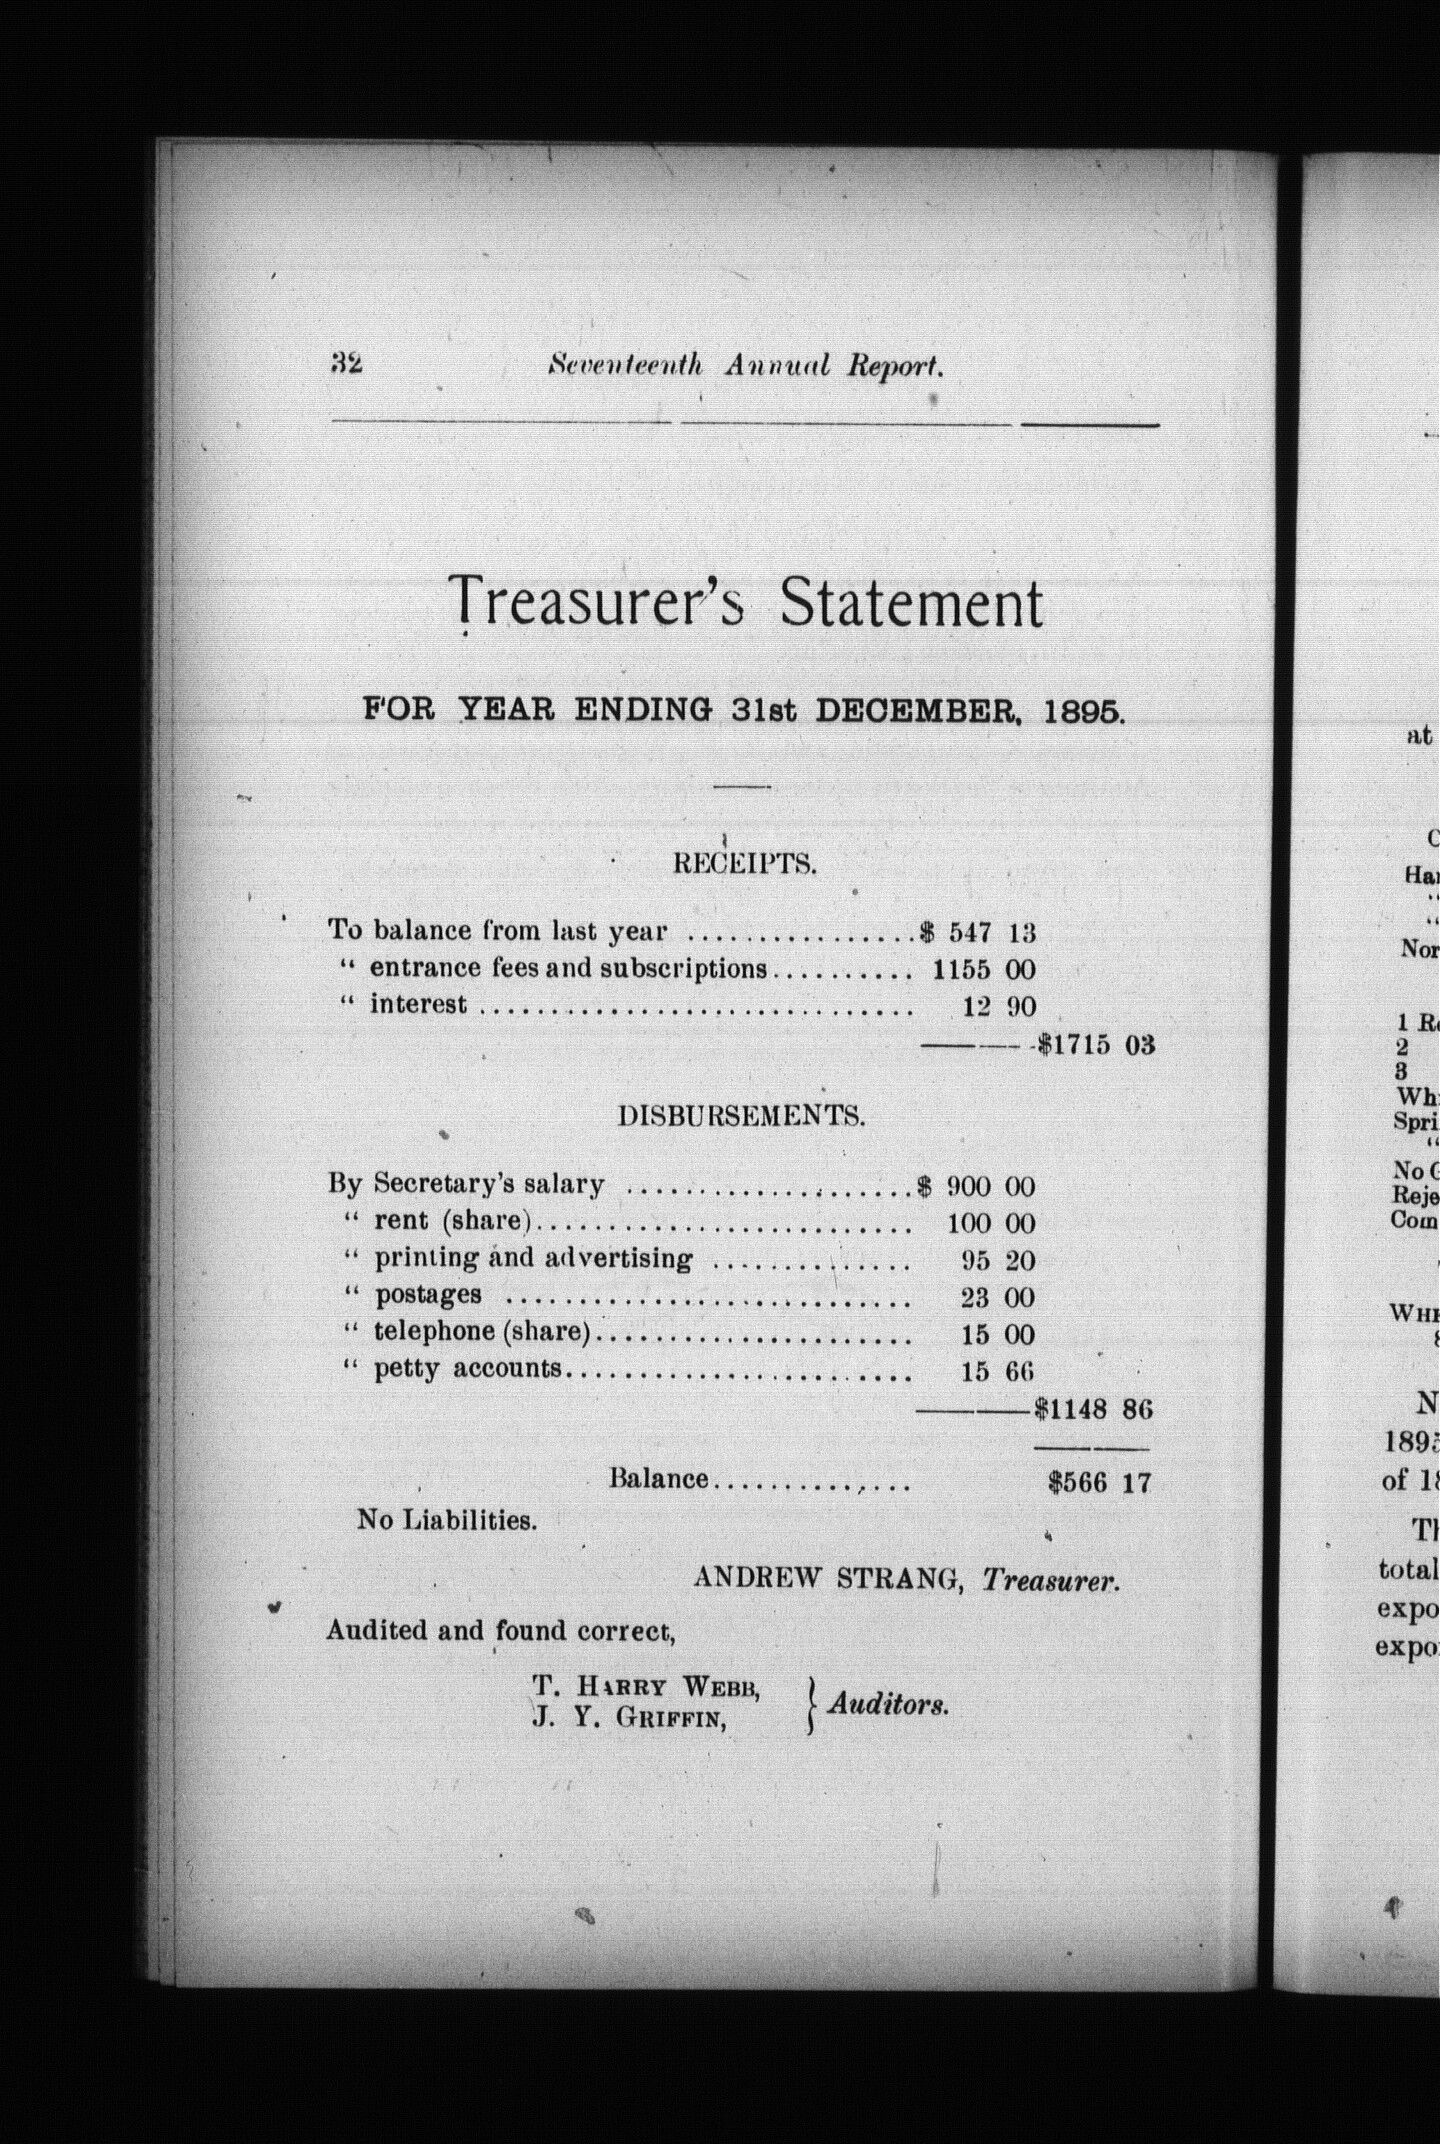 32 Seventeenth Annual Report.
Treasurer's Statement
FOR YEAR ENDING 31st DECEMBER, 1895.
RECEIPTS.
To balance from last year ................$ 547 13
“ entrance fees and subscriptions.......... 1155 00
“ interest .............................. 12 90
$1715 03
DISBURSEMENTS.
By Secretary's salary ....................$ 900 00
“ rent (share).......................... 100 00
“ printing and advertising .............. 95 20
“ postages ............................ 23 00
“ telephone (share)...................... 15 00
“ petty accounts........................ 15 66
$1148 86
Balance.............. $566 17
No Liabilities.
ANDREW STRANG, Treasurer.
Audited and found correct,
T. HARRY WEBB,
J. Y. GRIFFIN, } Auditors.
at
1
2
3
No
1895
of
total